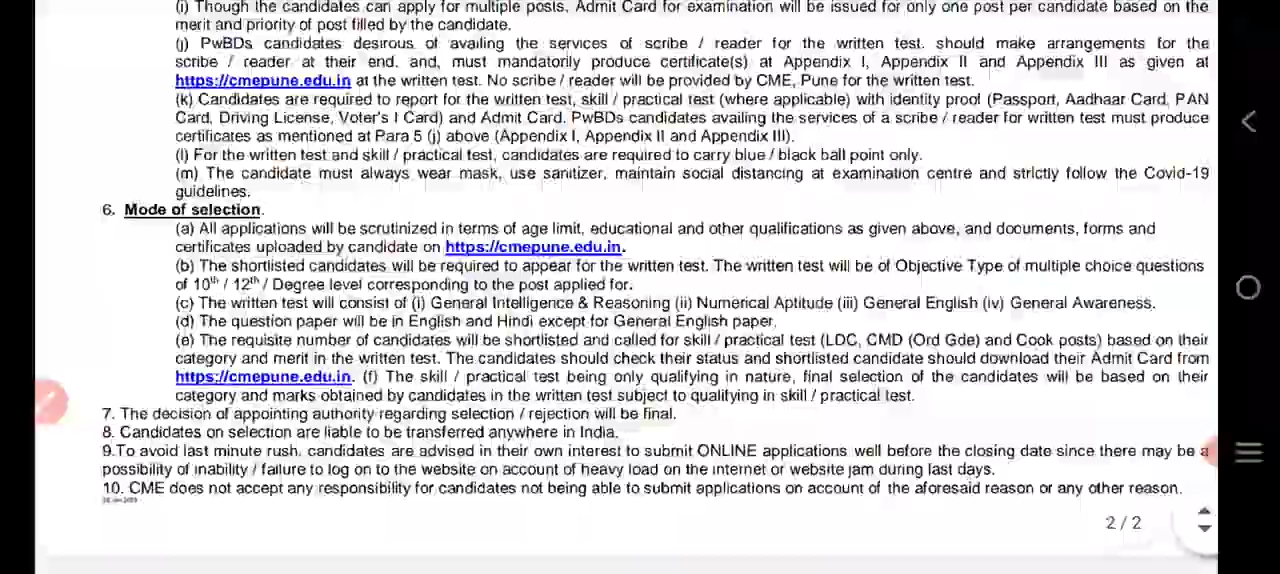 (i) Though the candidates can apply for multiple posts, Admit Card for examination will be issued for only one post per candidate based on the
merit and priority of post filled by the candidate.
(j) PwBDs candidates desirous of availing the services of scribe / reader for the written test, should make arrangements for the
scribe / reader at their end, and, must mandatorily produce certificate(s) at Appendix I, Appendix II and Appendix III as given at
https://cmepune.edu.in at the written test. No scribe / reader will be provided by CME, Pune for the written test.
(k) Candidates are required to report for the written test, skill / practical test (where applicable) with identity proof (Passport, Aadhaar Card, PAN
Card, Driving License, Voter's I Card) and Admit Card. PwBDs candidates availing the services of a scribe / reader for written test must produce
certificates as mentioned at Para 5 (j) above (Appendix I, Appendix II and Appendix III).
(l) For the written test and skill / practical test, candidates are required to carry blue / black ball point only.
(m) The candidate must always wear mask, use sanitizer, maintain social distancing at examination centre and strictly follow the Covid-19
guidelines.
6. Mode of selection.
(a) All applications will be scrutinized in terms of age limit, educational and other qualifications as given above, and documents, forms and
certificates uploaded by candidate on https://cmepune.edu.in.
(b) The shortlisted candidates will be required to appear for the written test. The written test will be of Objective Type of multiple choice questions
of 10th / 12th / Degree level corresponding to the post applied for.
(c) The written test will consist of (i) General Intelligence & Reasoning (ii) Numerical Aptitude (iii) General English (iv) General Awareness.
(d) The question paper will be in English and Hindi except for General English paper.
(e) The requisite number of candidates will be shortlisted and called for skill / practical test (LDC, CMD (Ord Gde) and Cook posts) based on their
category and merit in the written test. The candidates should check their status and shortlisted candidate should download their Admit Card from
https://cmepune.edu.in. (f) The skill / practical test being only qualifying in nature, final selection of the candidates will be based on their
category and marks obtained by candidates in the written test subject to qualifying in skill / practical test.
7. The decision of appointing authority regarding selection / rejection will be final.
8. Candidates on selection are liable to be transferred anywhere in India.
9.To avoid last minute rush, candidates are advised in their own interest to submit ONLINE applications well before the closing date since there may be a
possibility of inability / failure to log on to the website on account of heavy load on the internet or website jam during last days.
10. CME does not accept any responsibility for candidates not being able to submit applications on account of the aforesaid reason or any other reason.
2 / 2